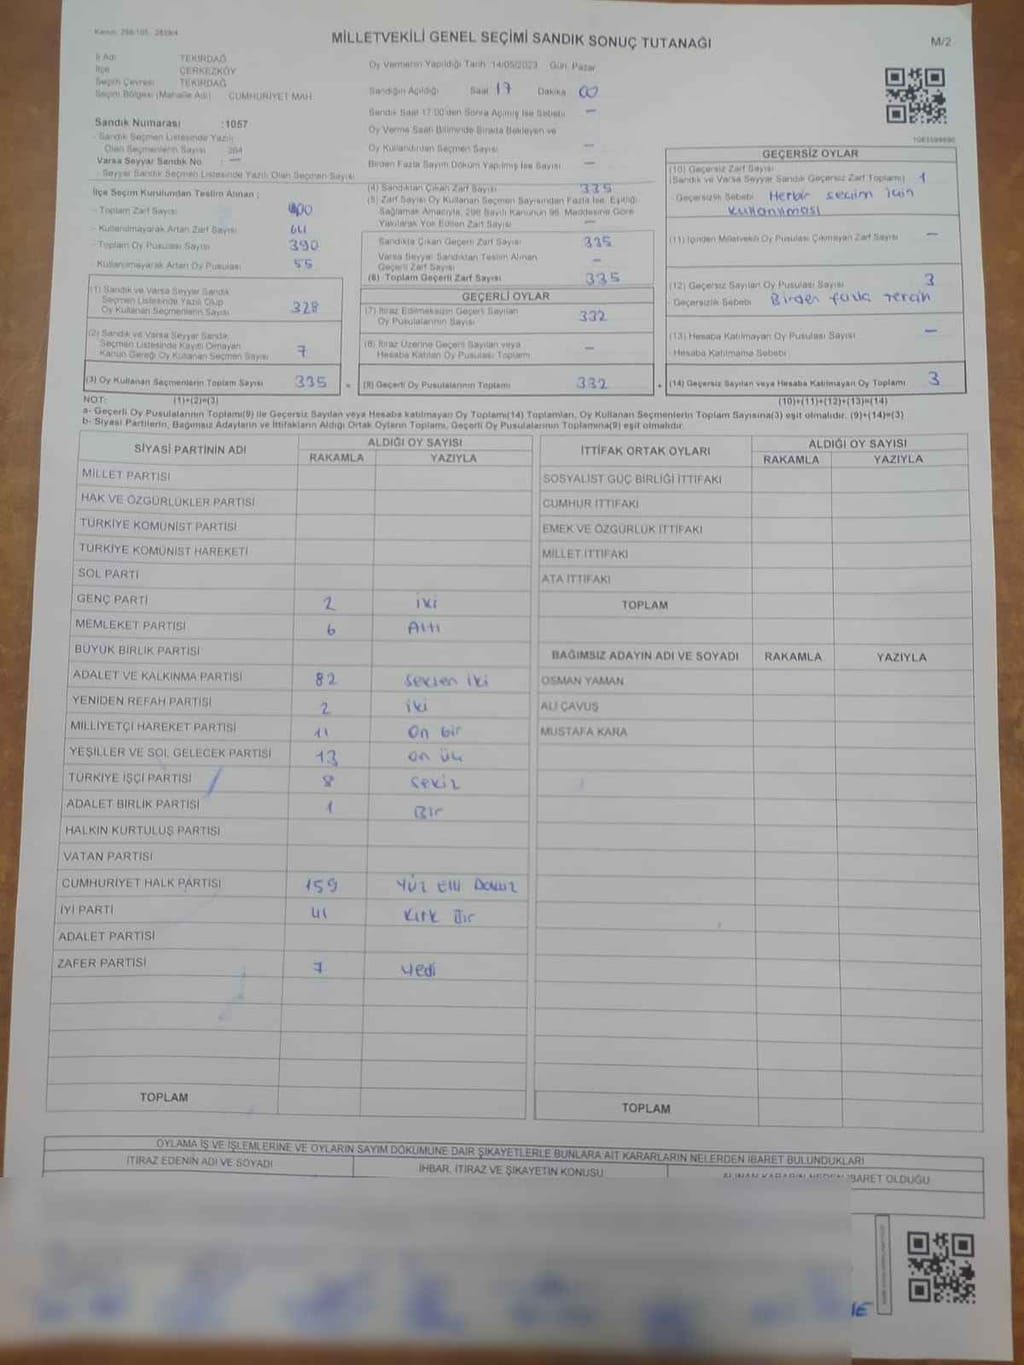 MİLLETVEKİLİ GENEL SEÇİMİ SANDIK SONUÇ TUTANAĞI
M/2
İl Adı TEKİRDAĞ
İlçe ÇERKEZKÖY
Seçim Çevresi TEKİRDAĞ
Seçim Bölgesi (Mahalle Adı) CUMHURİYET MAH.
Sandık Numarası :1057
- Sandık Seçmen Listesinde Yazılı
Olan Seçmenlerin Sayısı
Varsa Seyyar Sandık No —
- Seyyar Sandık Seçmen Listesinde Yazılı Olan Seçmen Sayısı
İlçe Seçim Kurulundan Teslim Alınan :
- Toplam Zarf Sayısı 400
- Kullanılmayarak Artan Zarf Sayısı
- Toplam Oy Pusulası Sayısı 390
- Kullanılmayarak Artan Oy Pusulası 55
(1) Sandık ve Varsa Seyyar Sandık
Seçmen Listesinde Yazılı Olup
Oy Kullanan Seçmenlerin Sayısı 328
(2) Sandık ve Varsa Seyyar Sandık
Seçmen Listesinde Kayıtlı Olmayan
Kanun Gereği Oy Kullanan Seçmen Sayısı 7
(3) Oy Kullanan Seçmenlerin Toplam Sayısı 335
Oy Vermenin Yapıldığı Tarih :14/05/2023 Gün: Pazar
Sandığın Açıldığı Saat 17 Dakika 00
Sandık Saat 17:00'den Sonra Açılmış İse Sebebi —
Oy Verme Saati Bitiminde Sırada Bekleyen ve
Oy Kullandırılan Seçmen Sayısı —
Birden Fazla Sayım Döküm Yapılmış İse Sayısı —
(4) Sandıktan Çıkan Zarf Sayısı 335
(5) Zarf Sayısı Oy Kullanan Seçmen Sayısından Fazla İse, Eşitliği
Sağlamak Amacıyla, 298 Sayılı Kanunun 98. Maddesine Göre
Yakılarak Yok Edilen Zarf Sayısı —
Sandıkta Çıkan Geçerli Zarf Sayısı 335
Varsa Seyyar Sandıktan Teslim Alınan
Geçerli Zarf Sayısı —
(6) Toplam Geçerli Zarf Sayısı 335
GEÇERLİ OYLAR
(7) İtiraz Edilmeksizin Geçerli Sayılan
Oy Pusulalarının Sayısı 332
(8) İtiraz Üzerine Geçerli Sayılan veya
Hesaba Katılan Oy Pusulası Toplamı —
(9) Geçerli Oy Pusulalarının Toplamı 332
GEÇERSİZ OYLAR
(10) Geçersiz Zarf Sayısı
(Sandık ve Varsa Seyyar Sandık Geçersiz Zarf Toplamı) 1
- Geçersizlik Sebebi Herbir seçim için
kullanılması
(11) İçinden Milletvekili Oy Pusulası Çıkmayan Zarf Sayısı —
(12) Geçersiz Sayılan Oy Pusulası Sayısı 3
- Geçersizlik Sebebi Birden fazla tercih
(13) Hesaba Katılmayan Oy Pusulası Sayısı —
- Hesaba Katılmama Sebebi
(14) Geçersiz Sayılan veya Hesaba Katılmayan Oy Toplamı 3
NOT: (1)+(2)=(3) (10)+(11)+(12)+(13)=(14)
a- Geçerli Oy Pusulalarının Toplamı(9) ile Geçersiz Sayılan veya Hesaba katılmayan Oy Toplamı(14) Toplamları, Oy Kullanan Seçmenlerin Toplam Sayısına(3) eşit olmalıdır. (9)+(14)=(3)
b- Siyasi Partilerin, Bağımsız Adayların ve İttifakların Aldığı Ortak Oyların Toplamı, Geçerli Oy Pusulalarının Toplamına(9) eşit olmalıdır.
SİYASİ PARTİNİN ADI ALDIĞI OY SAYISI
RAKAMLA YAZIYLA
MİLLET PARTİSİ
HAK VE ÖZGÜRLÜKLER PARTİSİ
TÜRKİYE KOMÜNİST PARTİSİ
TÜRKİYE KOMÜNİST HAREKETİ
SOL PARTİ
GENÇ PARTİ 2 iki
MEMLEKET PARTİSİ 6 Altı
BÜYÜK BİRLİK PARTİSİ
ADALET VE KALKINMA PARTİSİ 82 seksen iki
YENİDEN REFAH PARTİSİ 2 iki
MİLLİYETÇİ HAREKET PARTİSİ 11 on bir
YEŞİLLER VE SOL GELECEK PARTİSİ 13 on üç
TÜRKİYE İŞÇİ PARTİSİ 8 sekiz
ADALET BİRLİK PARTİSİ 1 Bir
HALKIN KURTULUŞ PARTİSİ
VATAN PARTİSİ
CUMHURİYET HALK PARTİSİ 159 Yüz Elli Dokuz
İYİ PARTİ 41 Kırk Bir
ADALET PARTİSİ
ZAFER PARTİSİ 7 Yedi
TOPLAM
İTTİFAK ORTAK OYLARI ALDIĞI OY SAYISI
RAKAMLA YAZIYLA
SOSYALİST GÜÇ BİRLİĞİ İTTİFAKI
CUMHUR İTTİFAKI
EMEK VE ÖZGÜRLÜK İTTİFAKI
MİLLET İTTİFAKI
ATA İTTİFAKI
TOPLAM
BAĞIMSIZ ADAYIN ADI VE SOYADI RAKAMLA YAZIYLA
OSMAN YAMAN
ALİ ÇAVUŞ
MUSTAFA KARA
TOPLAM
OYLAMA İŞ VE İŞLEMLERİNE VE OYLARIN SAYIM DÖKÜMÜNE DAİR ŞİKAYETLERLE BUNLARA AİT KARARLARIN NELERDEN İBARET BULUNDUKLARI
İTİRAZ EDENİN ADI VE SOYADI İHBAR, İTİRAZ VE ŞİKAYETİN KONUSU ALINAN KARARIN NEDEN İBARET OLDUĞU